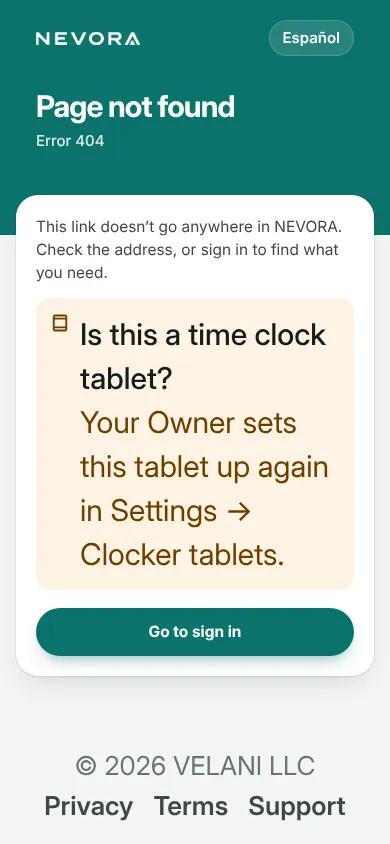 NEVORA
Español
Page not found
Error 404
This link doesn’t go anywhere in NEVORA.
Check the address, or sign in to find what
you need.
Is this a time clock
tablet?
Your Owner sets
this tablet up again
in Settings →
Clocker tablets.
Go to sign in
© 2026 VELANI LLC
Privacy Terms Support